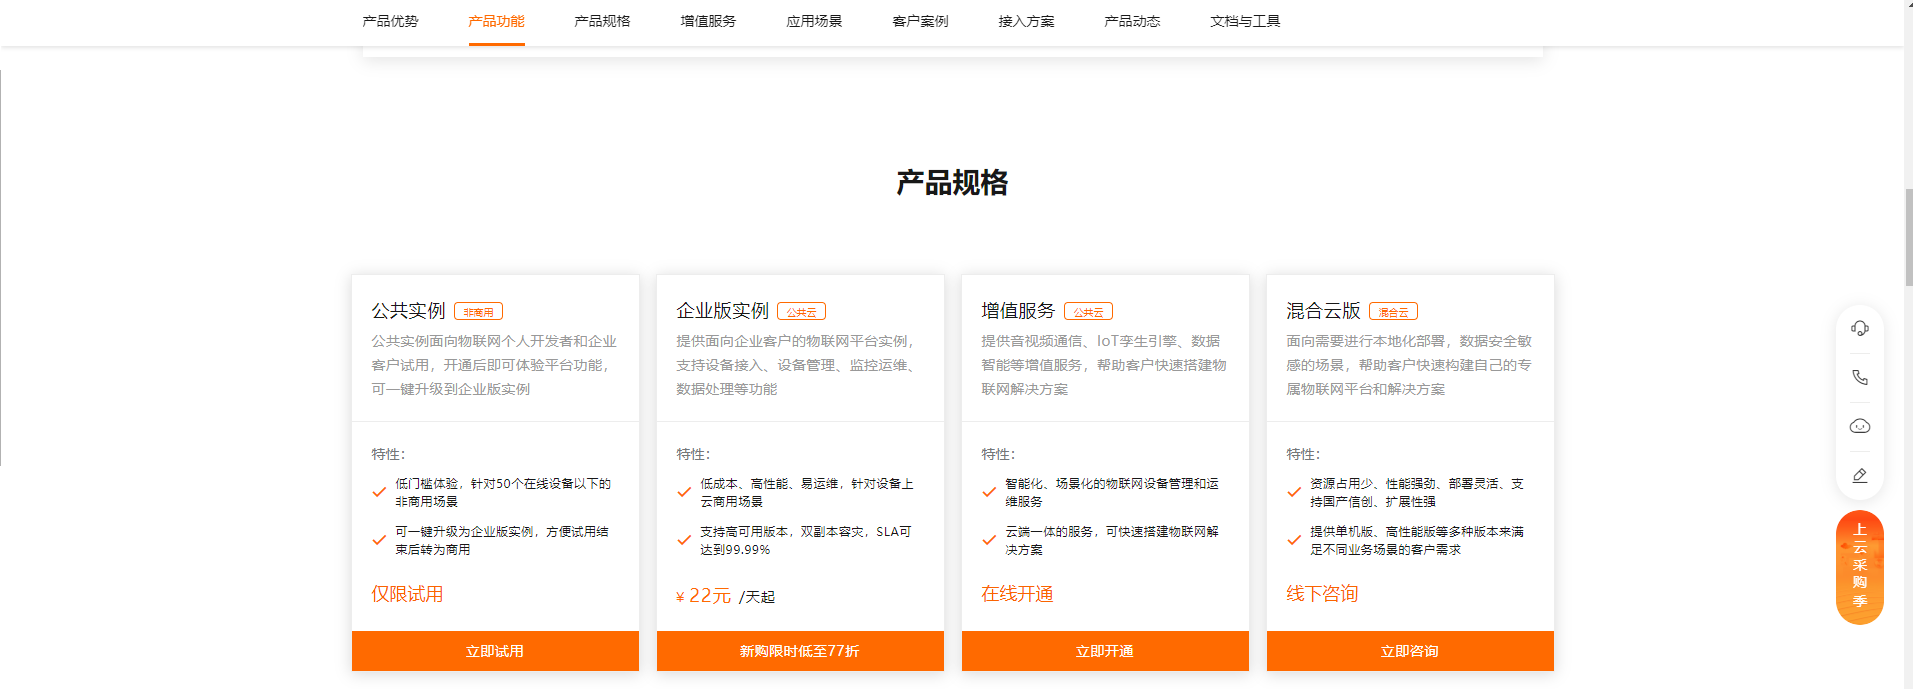 产品优势 产品功能 产品规格 增值服务 应用场景 客户案例 接入方案 产品动态 文档与工具
产品规格
公共实例 非商用
公共实例面向物联网个人开发者和企业
客户试用，开通后即可体验平台功能，
可一键升级到企业版实例
特性：
低门槛体验，针对50个在线设备以下的
非商用场景
可一键升级为企业版实例，方便试用结
束后转为商用
仅限试用
立即试用
企业版实例 公共云
提供面向企业客户的物联网平台实例，
支持设备接入、设备管理、监控运维、
数据处理等功能
特性：
低成本、高性能、易运维，针对设备上
云商用场景
支持高可用版本，双副本容灾，SLA可
达到99.99%
¥ 22元 /天起
新购限时低至77折
增值服务 公共云
提供音视频通信、IoT孪生引擎、数据
智能等增值服务，帮助客户快速搭建物
联网解决方案
特性：
智能化、场景化的物联网设备管理和运
维服务
云端一体的服务，可快速搭建物联网解
决方案
在线开通
立即开通
混合云版 混合云
面向需要进行本地化部署，数据安全敏
感的场景，帮助客户快速构建自己的专
属物联网平台和解决方案
特性：
资源占用少、性能强劲、部署灵活、支
持国产信创、扩展性强
提供单机版、高性能版等多种版本来满
足不同业务场景的客户需求
线下咨询
立即咨询
上
云
采
购
季